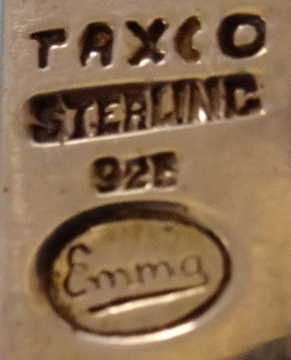 TAXCO
STERLING
925
Emma